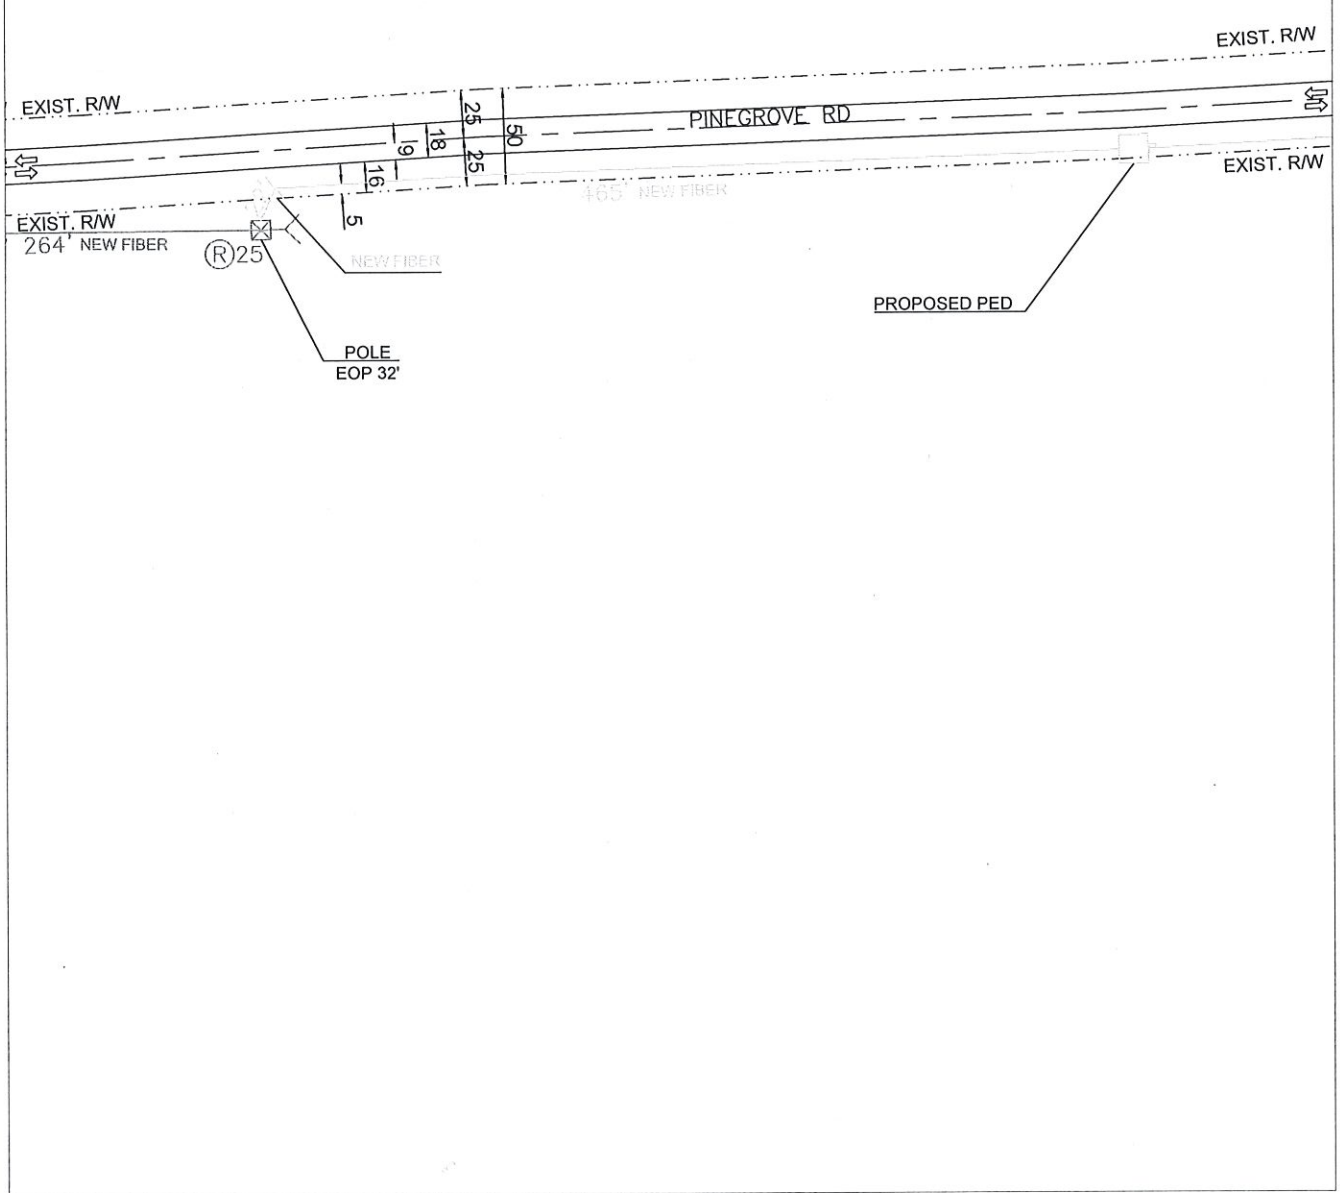 EXIST. R/W
EXIST. R/W
25
50
18
9
25
16
5
PINEGROVE RD
EXIST. R/W
465' NEW FIBER
EXIST. R/W
264' NEW FIBER
R 25
NEW FIBER
PROPOSED PED
POLE
EOP 32'